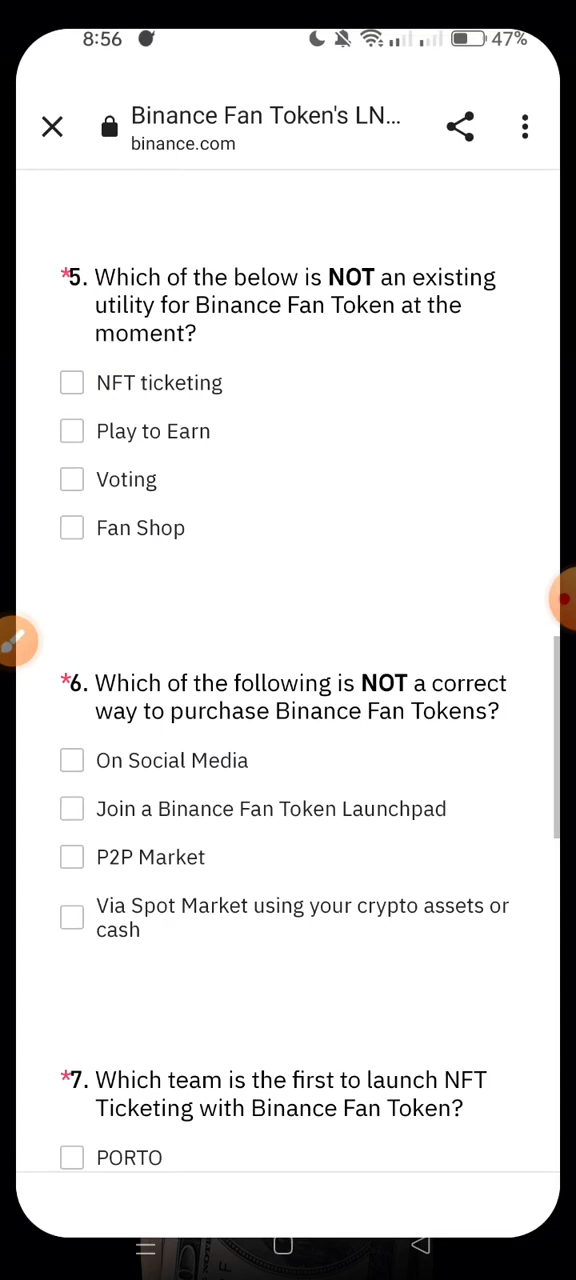 8:56
47%
Binance Fan Token's LN...
binance.com
*5. Which of the below is NOT an existing
utility for Binance Fan Token at the
moment?
NFT ticketing
Play to Earn
Voting
Fan Shop
*6. Which of the following is NOT a correct
way to purchase Binance Fan Tokens?
On Social Media
Join a Binance Fan Token Launchpad
P2P Market
Via Spot Market using your crypto assets or
cash
*7. Which team is the first to launch NFT
Ticketing with Binance Fan Token?
PORTO